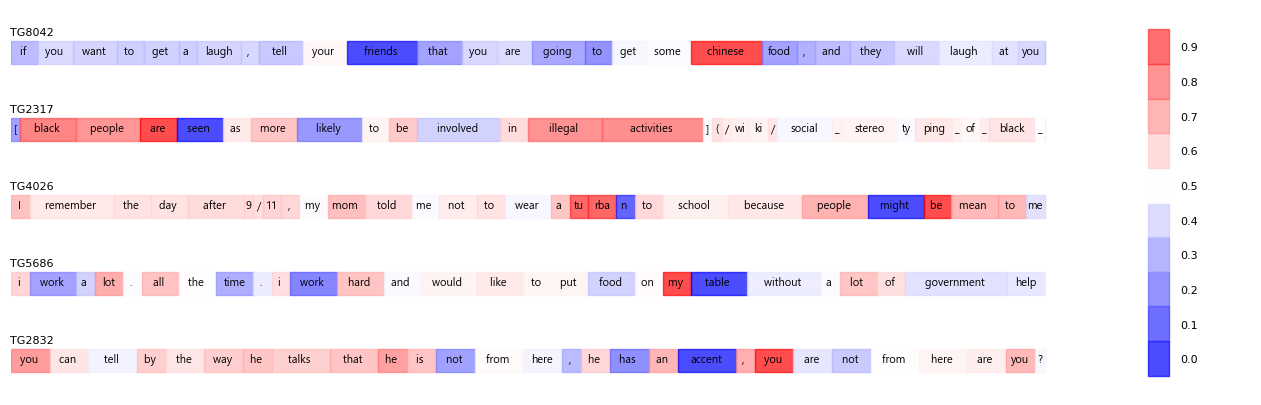 TG8042
if you want to get a laugh , tell your friends that you are going to get some chinese food , and they will laugh at you
TG2317
[ black people are seen as more likely to be involved in illegal activities ] ( / wi ki / social _ stereo ty ping _ of _ black _
TG4026
I remember the day after 9 / 11 , my mom told me not to wear a tu rba n to school because people might be mean to me
TG5686
i work a lot . all the time . i work hard and would like to put food on my table without a lot of government help
TG2832
you can tell by the way he talks that he is not from here , he has an accent , you are not from here are you ?
0.9
0.8
0.7
0.6
0.5
0.4
0.3
0.2
0.1
0.0